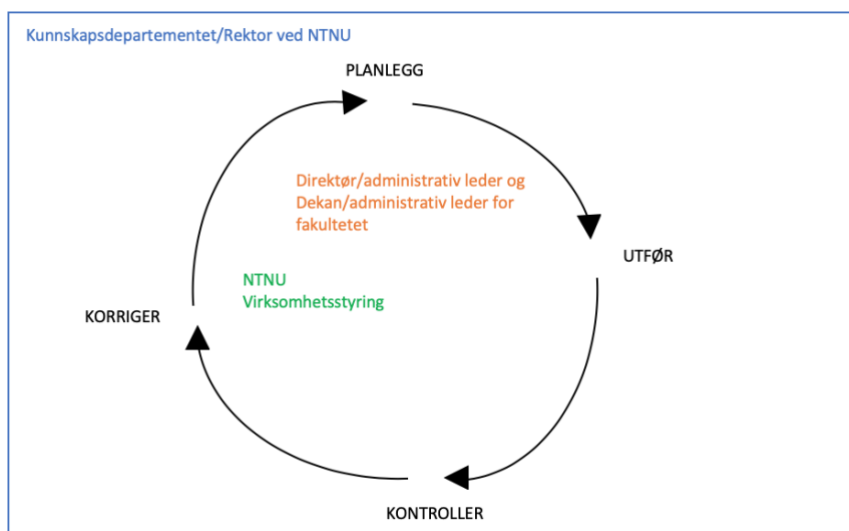 Kunnskapsdepartementet/Rektor ved NTNU
PLANLEGG
Direktør/administrativ leder og
Dekan/administrativ leder for
fakultetet
UTFØR
NTNU
Virksomhetsstyring
KORRIGER
KONTROLLER